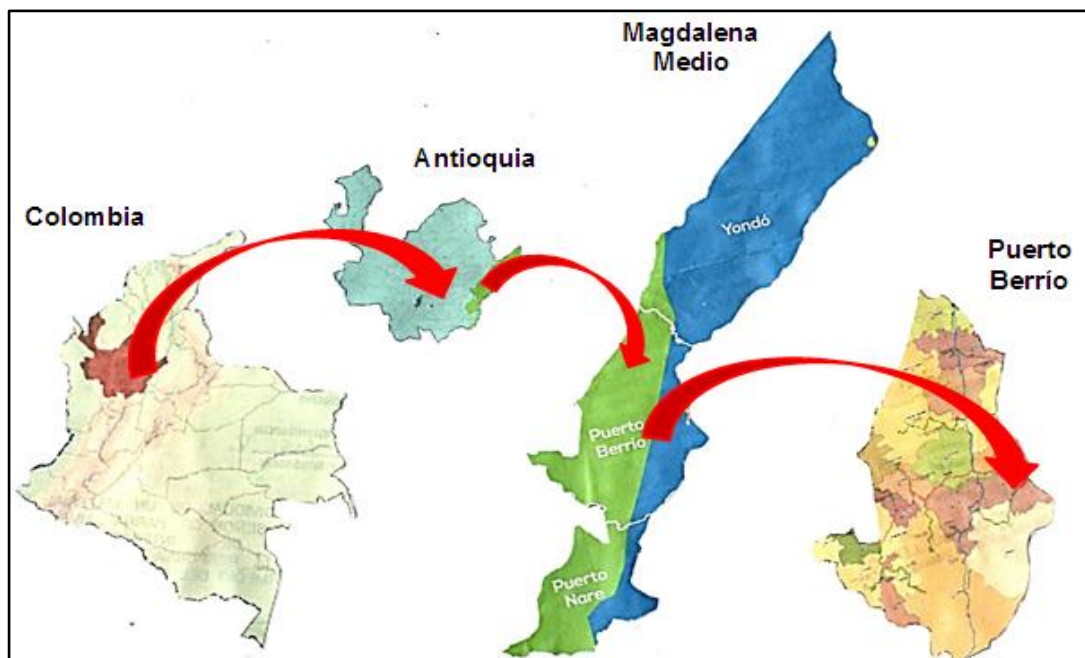 Magdalena
Medio
Antioquia
Colombia
Yondó
Puerto
Berrío
Puerto
Berrío
Puerto
Nare